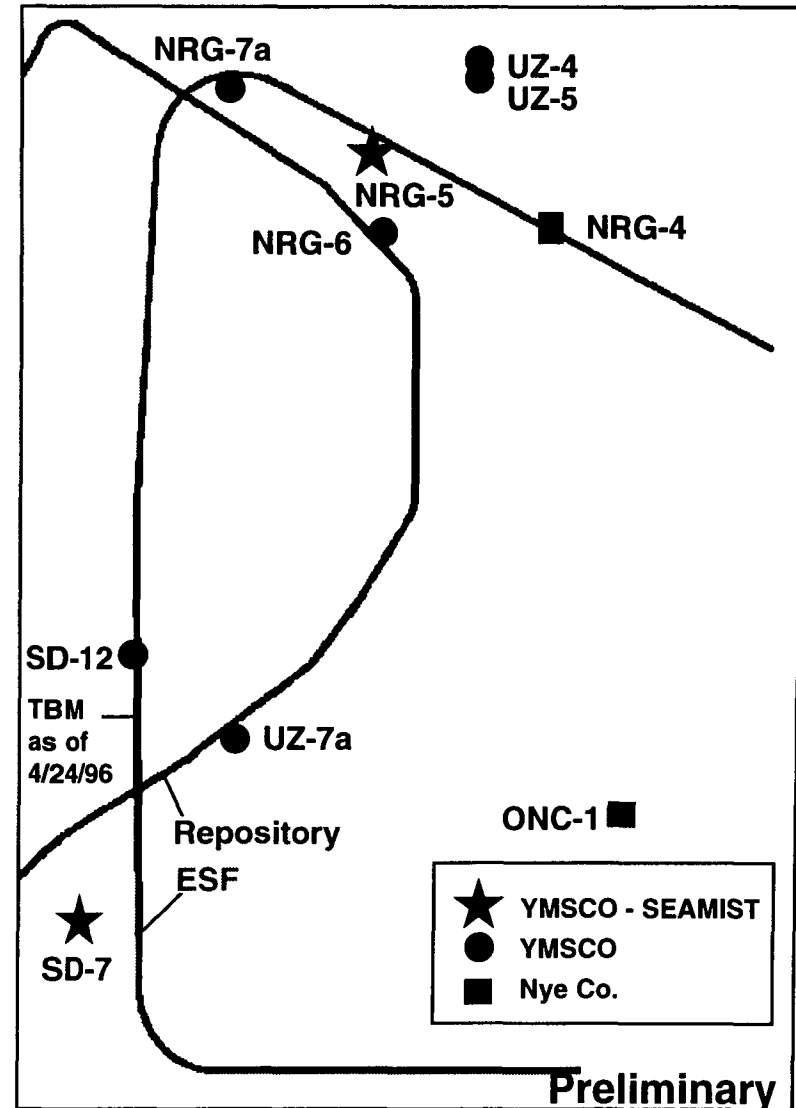 NRG-7a
UZ-4
UZ-5
NRG-5
NRG-6
NRG-4
SD-12
TBM
as of
4/24/96
UZ-7a
Repository
ESF
ONC-1
SD-7
YMSCO - SEAMIST
YMSCO
Nye Co.
Preliminary